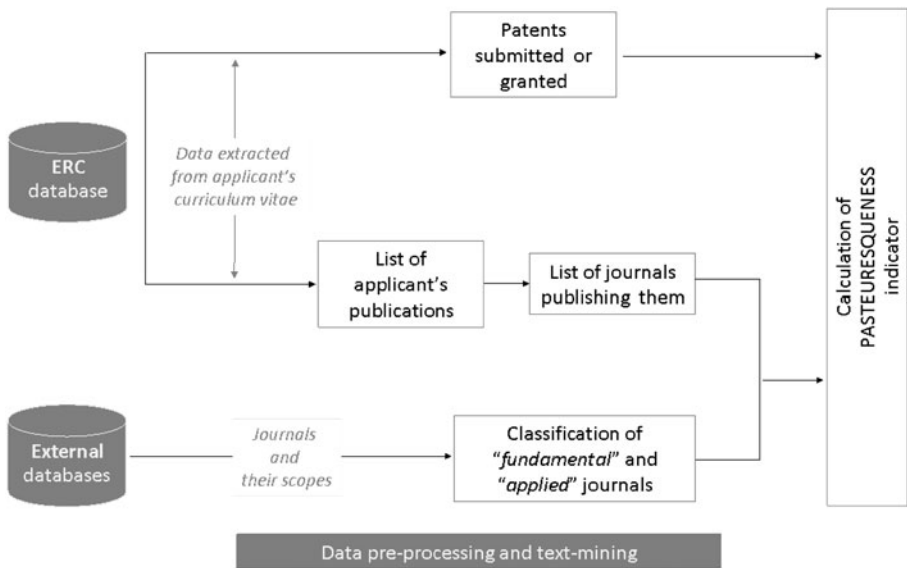 Patents
submitted or
granted
ERC
database
Data extracted
from applicant's
curriculum vitae
List of
applicant's
publications
List of journals
publishing them
Calculation of
PASTEURESQUENESS
indicator
External
databases
Journals
and
their scopes
Classification of
"fundamental" and
"applied" journals
Data pre-processing and text-mining